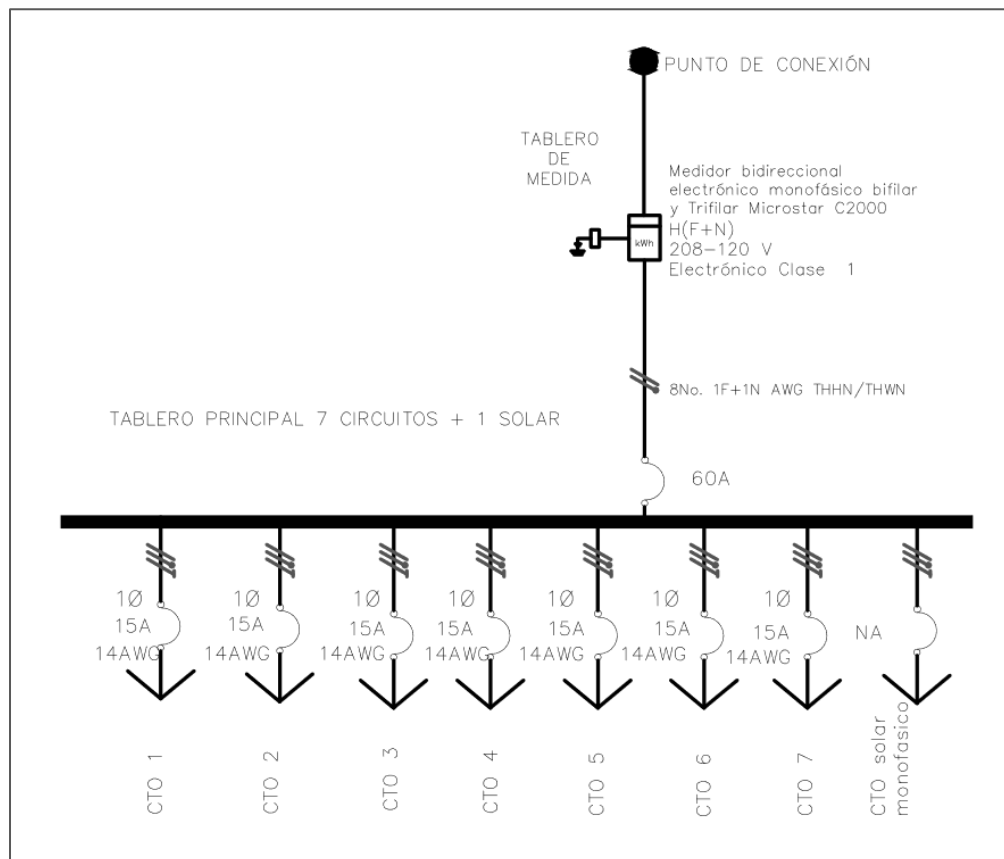 PUNTO DE CONEXIÓN
TABLERO
DE
MEDIDA
Medidor bidireccional
electrónico monofásico bifilar
y Trifilar Microstar C2000
H(F+N)
208-120 V
Electrónico Clase 1
kWh
8No. 1F+1N AWG THHN/THWN
TABLERO PRINCIPAL 7 CIRCUITOS + 1 SOLAR
60A
1Ø
15A
14AWG
1Ø
15A
14AWG
1Ø
15A
14AWG
1Ø
15A
14AWG
1Ø
15A
14AWG
1Ø
15A
14AWG
1Ø
15A
14AWG
NA
CTO 1
CTO 2
CTO 3
CTO 4
CTO 5
CTO 6
CTO 7
CTO solar
monofasico